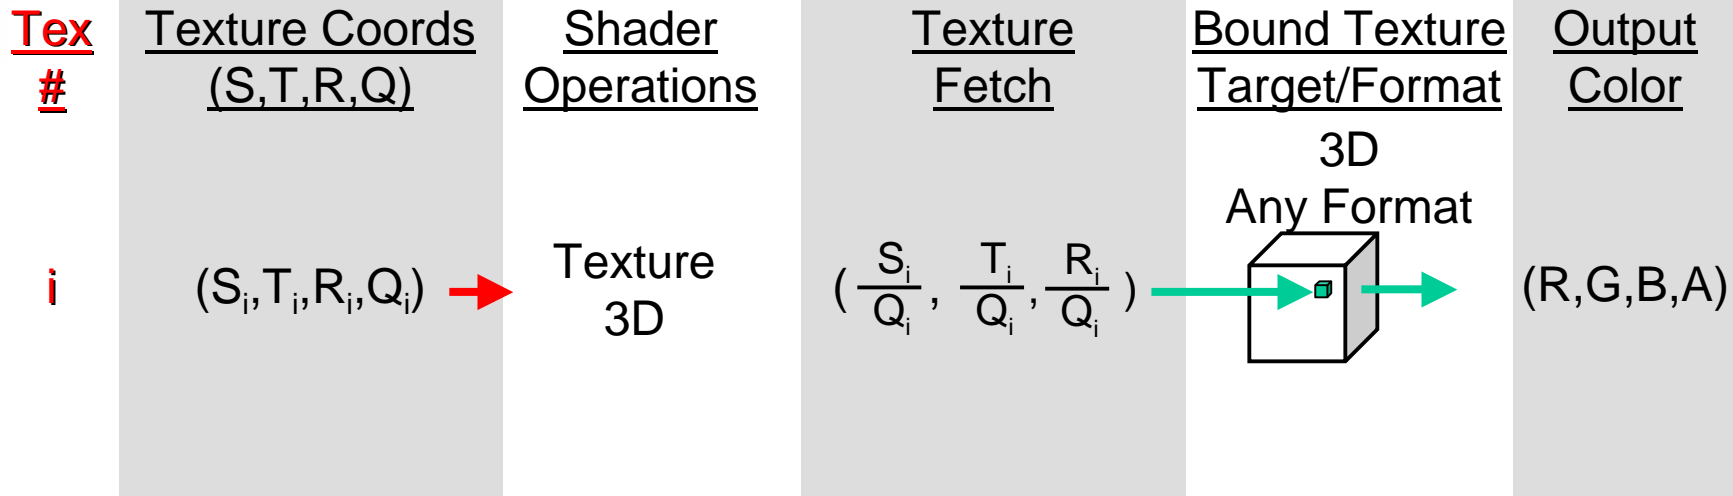 Tex
#
Texture Coords
(S,T,R,Q)
Shader
Operations
Texture
Fetch
Bound Texture
Target/Format
Output
Color
i
(Si,Ti,Ri,Qi)
Texture
3D
( Si/Qi , Ti/Qi , Ri/Qi )
3D
Any Format
(R,G,B,A)